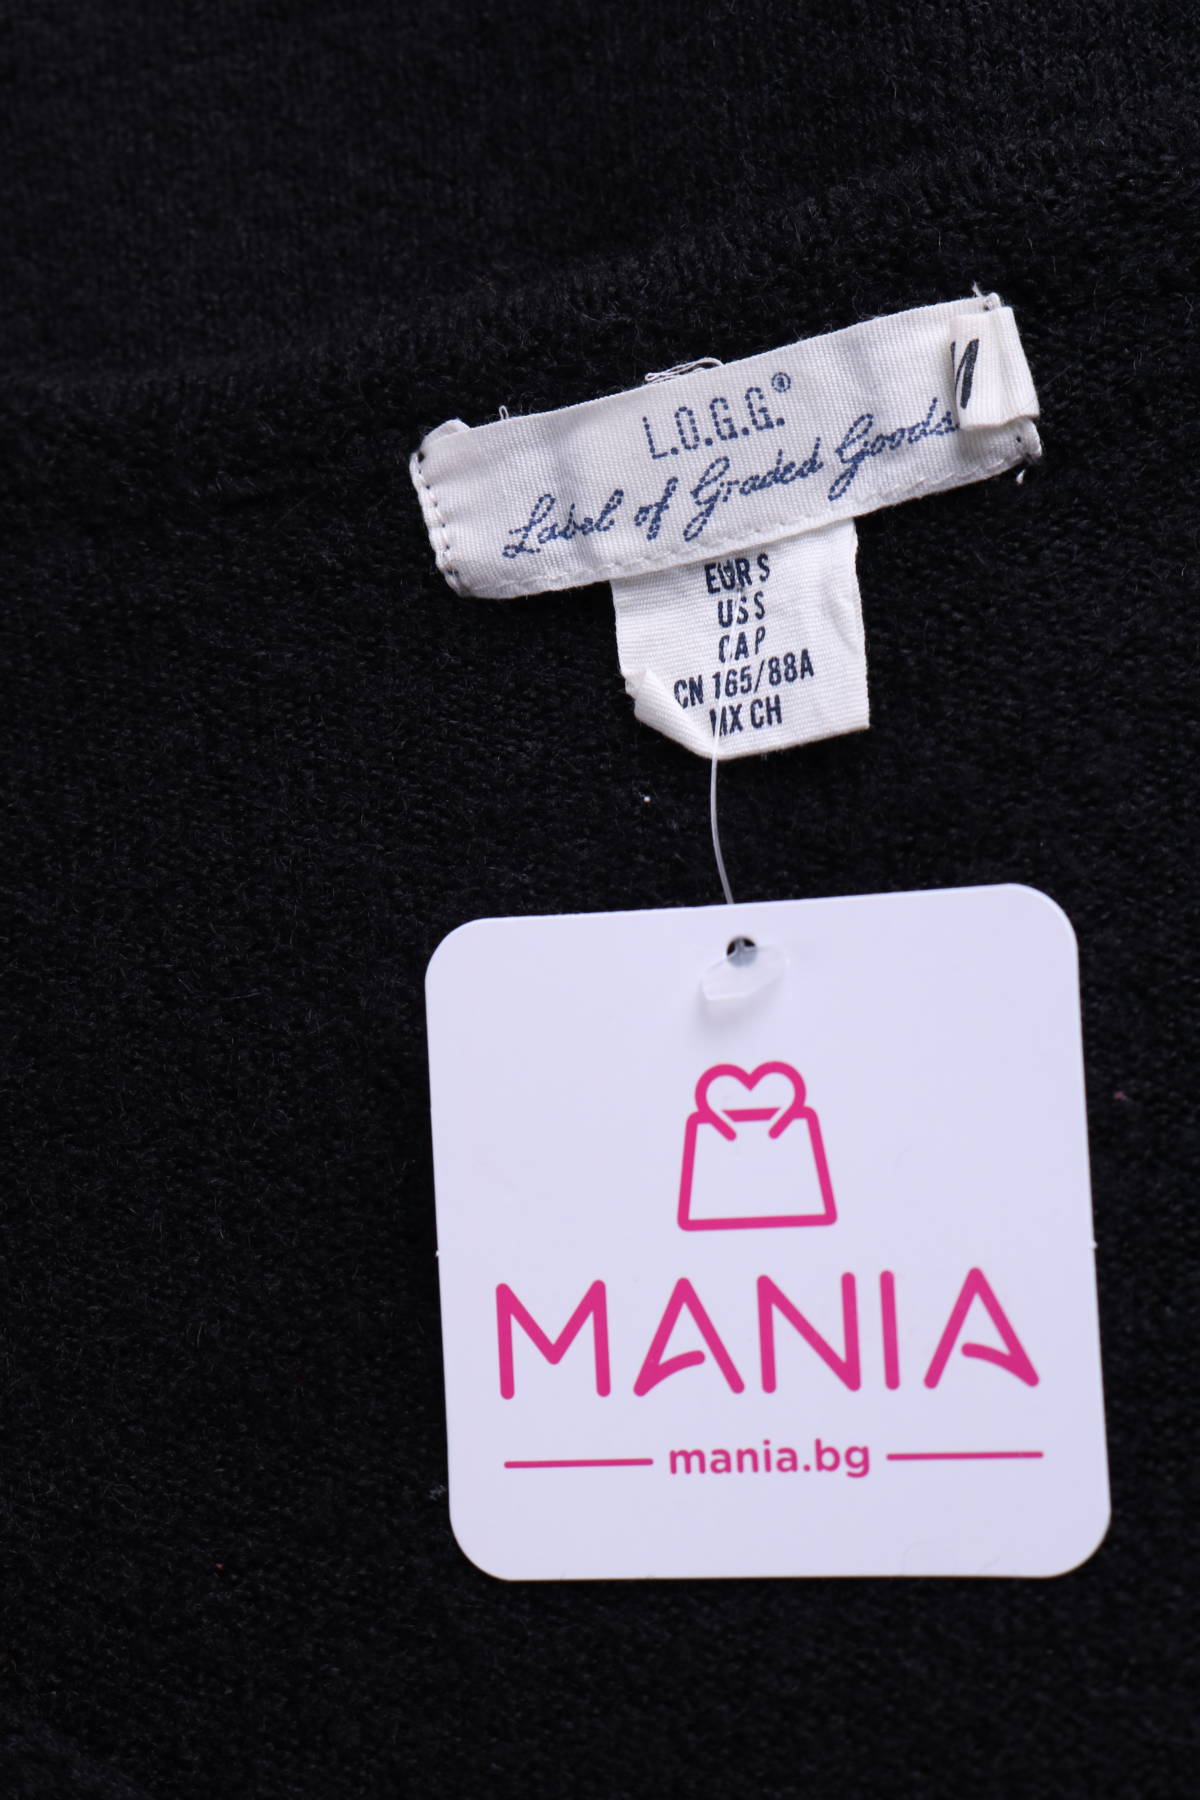 L.O.G.G.®
Label of Graded Goods
EUR S
US S
CA P
CN 165/88A
MX CH
MANIA
mania.bg